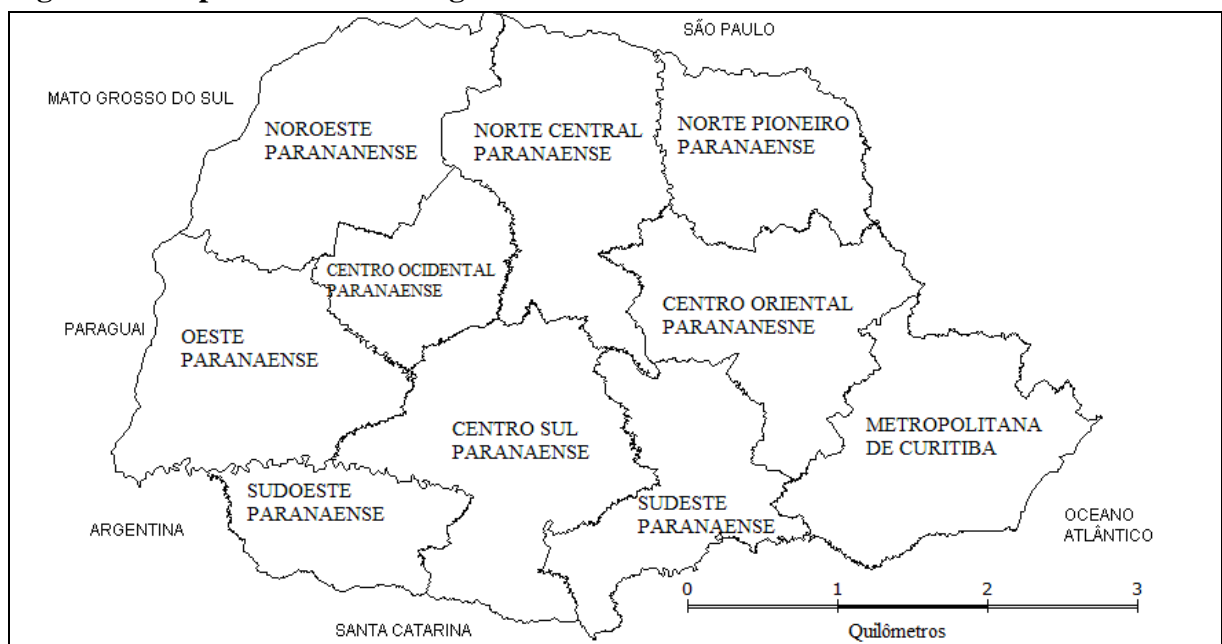 SÃO PAULO
MATO GROSSO DO SUL
NOROESTE
PARANANENSE
NORTE CENTRAL
PARANAENSE
NORTE PIONEIRO
PARANAENSE
CENTRO OCIDENTAL
PARANAENSE
PARAGUAI
OESTE
PARANAENSE
CENTRO ORIENTAL
PARANANESNE
CENTRO SUL
PARANAENSE
METROPOLITANA
DE CURITIBA
SUDOESTE
PARANAENSE
SUDESTE
PARANAENSE
ARGENTINA
OCEANO
ATLÂNTICO
0 1 2 3
Quilômetros
SANTA CATARINA